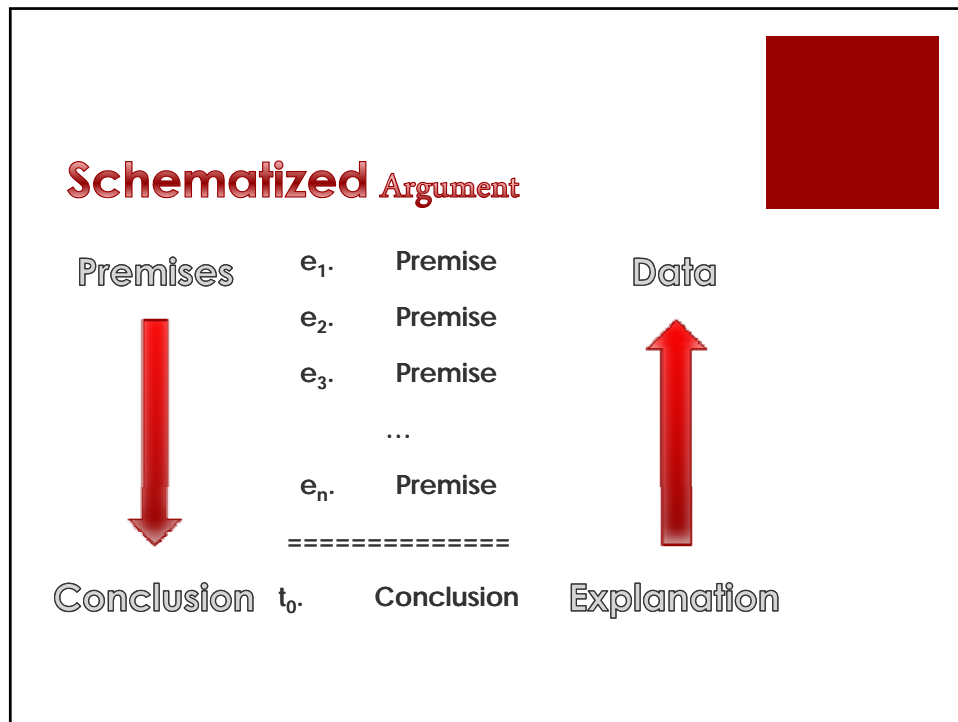 Schematized Argument
Premises e₁. Premise Data
e₂. Premise
e₃. Premise
...
eₙ. Premise
==============
Conclusion t₀. Conclusion Explanation